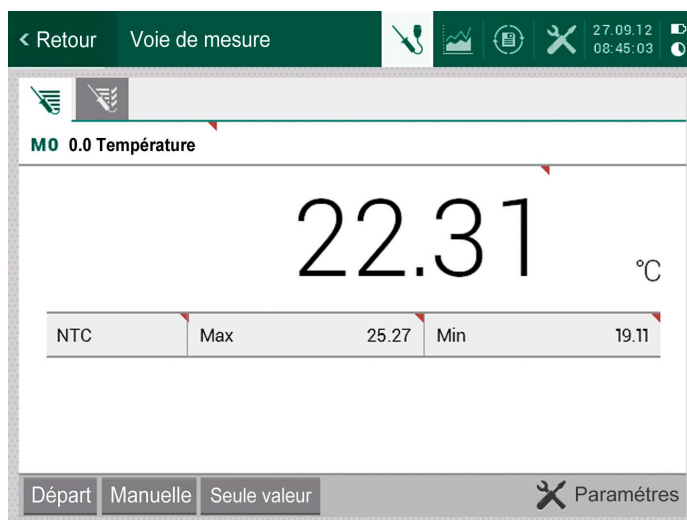 < Retour Voie de mesure 27.09.12
08:45:03
M0 0.0 Température
22.31 °C
NTC Max 25.27 Min 19.11
Départ Manuelle Seule valeur Paramétres